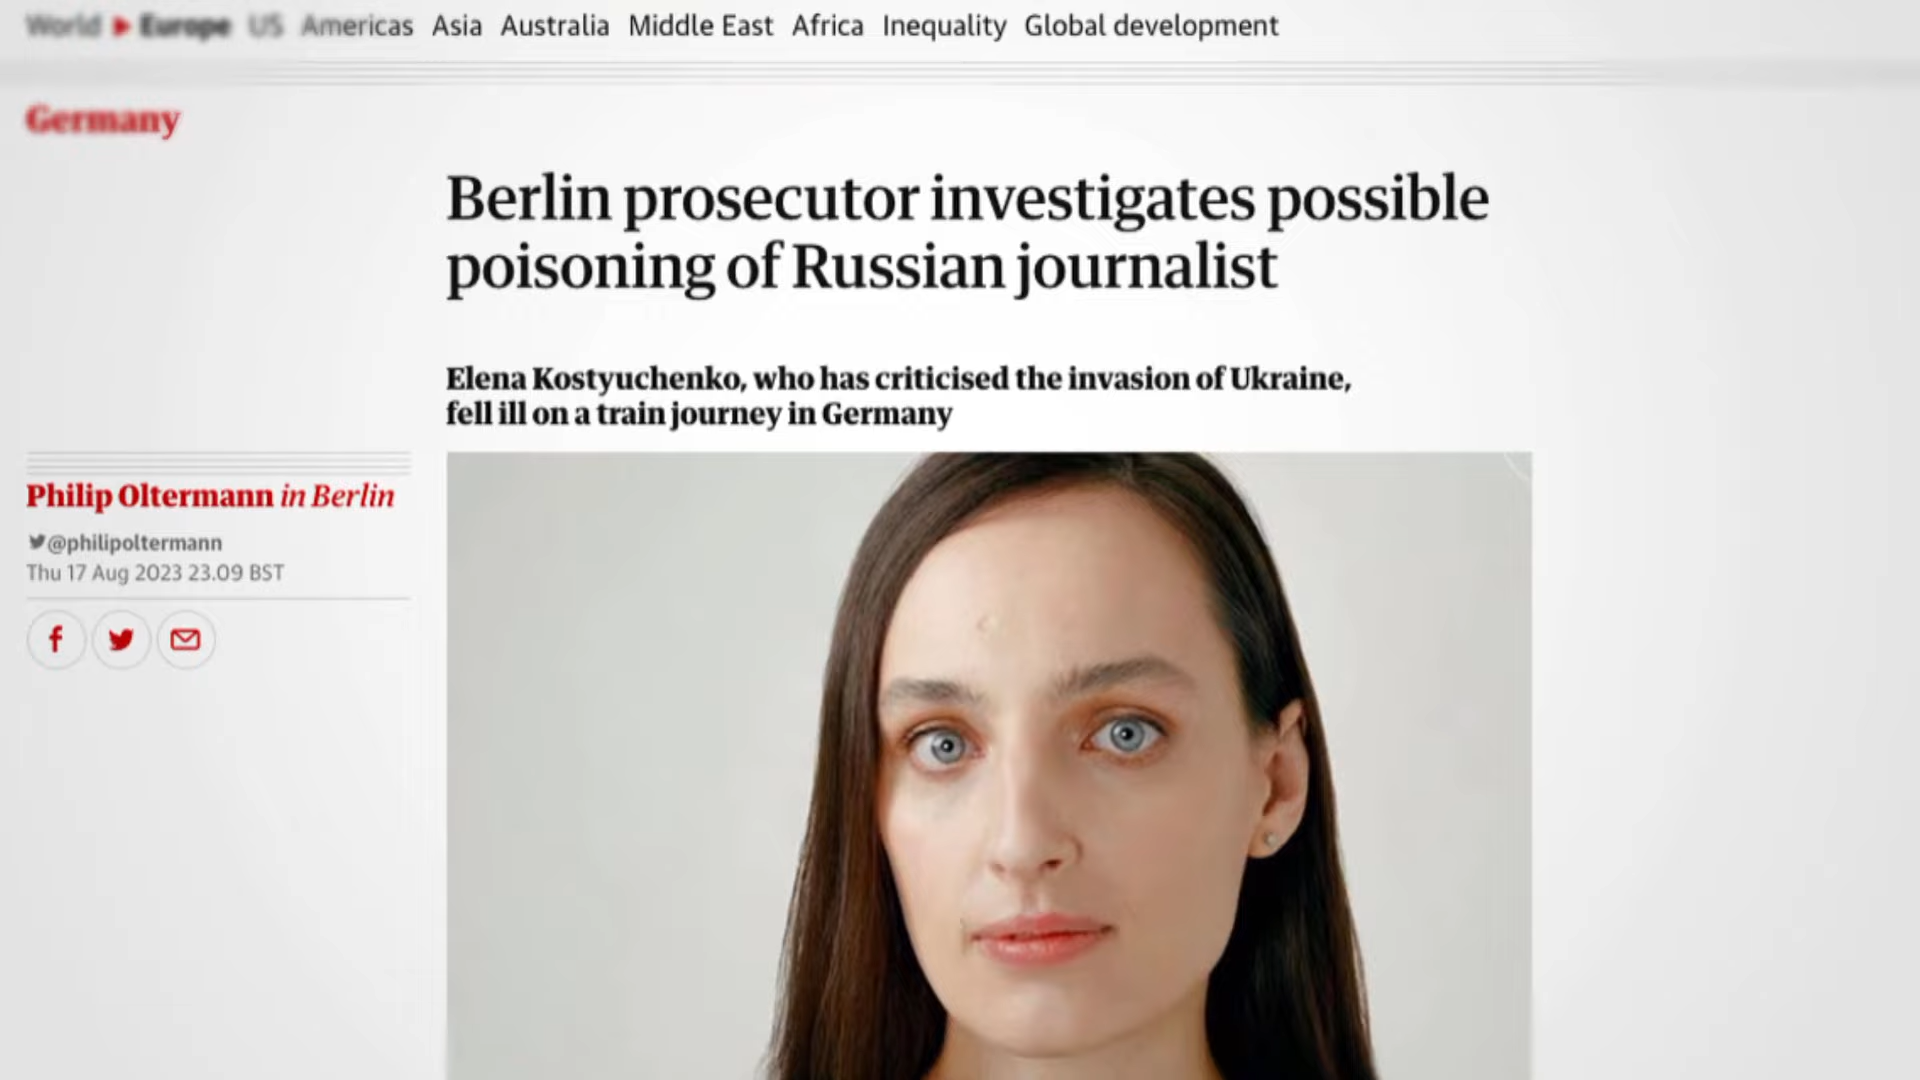 World Europe US Americas Asia Australia Middle East Africa Inequality Global development
Germany
Berlin prosecutor investigates possible
poisoning of Russian journalist
Elena Kostyuchenko, who has criticised the invasion of Ukraine,
fell ill on a train journey in Germany
Philip Oltermann in Berlin
@philipoltermann
Thu 17 Aug 2023 23.09 BST